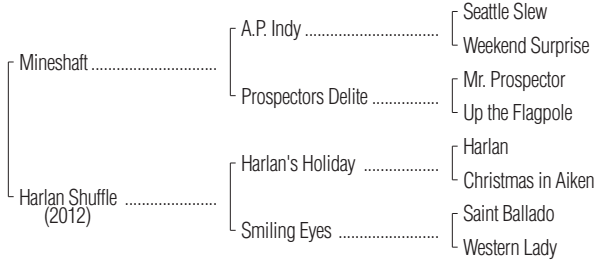 Seattle Slew
A.P. Indy
Weekend Surprise
Mineshaft
Mr. Prospector
Prospectors Delite
Up the Flagpole
Harlan
Harlan's Holiday
Christmas in Aiken
Harlan Shuffle
(2012)
Saint Ballado
Smiling Eyes
Western Lady